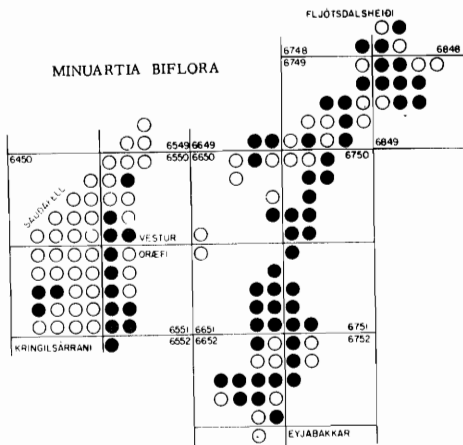 FLJÓTSDALSHEIÐI
MINUARTIA BIFLORA
6748 6848
6749
6549 6649
6450 6550 6650 6750 6849
SAUÐAFELL
VESTUR
ÖRÆFI
6551 6651 6751
KRINGILSÁRRANI 6552 6652 6752
EYJABAKKAR